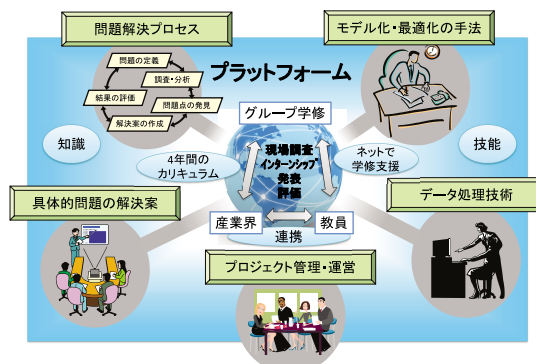 問題解決プロセス
モデル化・最適化の手法
問題の定義
調査・分析
結果の評価
問題点の発見
解決案の作成
プラットフォーム
グループ学修
知識
技能
4年間の
カリキュラム
現場調査
インターンシップ
発表
評価
ネットで
学修支援
具体的問題の解決案
データ処理技術
産業界
教員
連携
プロジェクト管理・運営